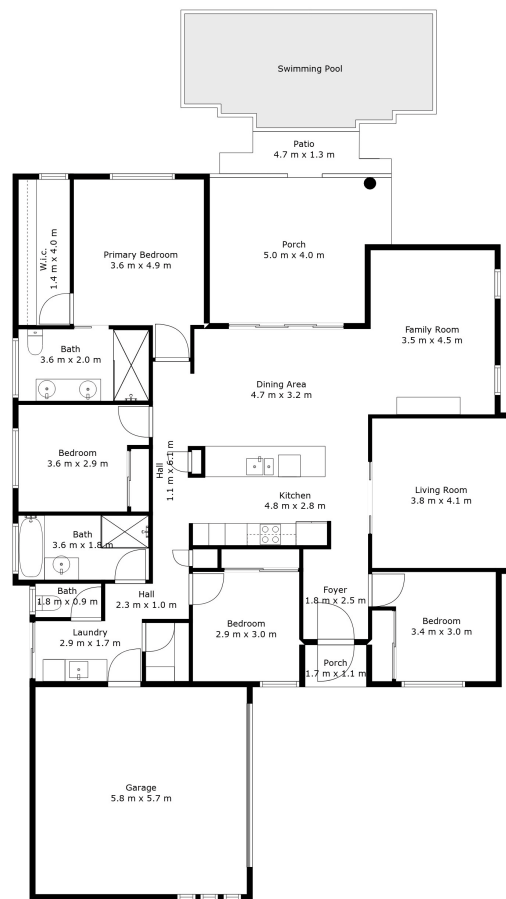 Swimming Pool
Patio
4.7 m x 1.3 m
W.i.c.
1.4 m x 4.0 m
Primary Bedroom
3.6 m x 4.9 m
Porch
5.0 m x 4.0 m
Family Room
3.5 m x 4.5 m
Bath
3.6 m x 2.0 m
Dining Area
4.7 m x 3.2 m
Bedroom
3.6 m x 2.9 m
Hall
1.1 m x 6.1 m
Living Room
3.8 m x 4.1 m
Kitchen
4.8 m x 2.8 m
Bath
3.6 m x 1.8 m
Bath
1.8 m x 0.9 m
Hall
2.3 m x 1.0 m
Foyer
1.8 m x 2.5 m
Bedroom
2.9 m x 3.0 m
Bedroom
3.4 m x 3.0 m
Laundry
2.9 m x 1.7 m
Porch
1.7 m x 1.1 m
Garage
5.8 m x 5.7 m